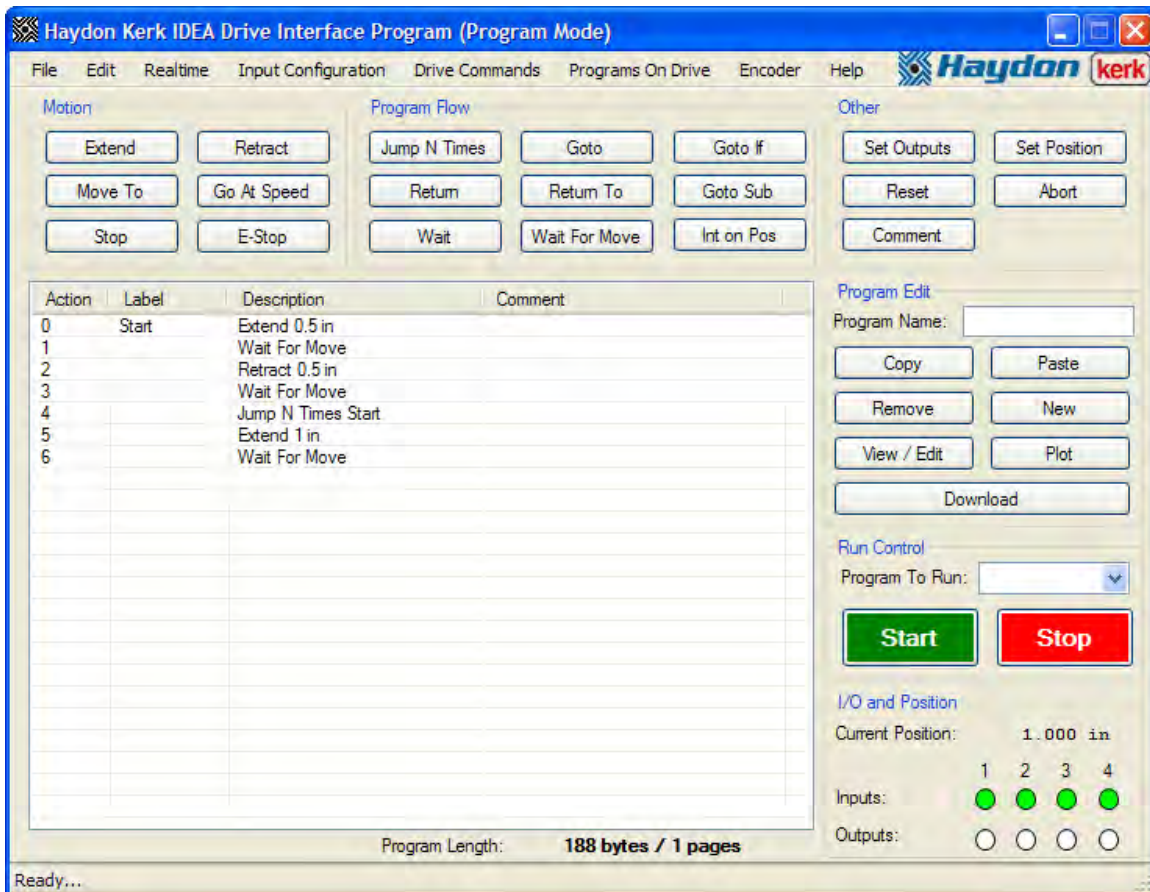 Haydon Kerk IDEA Drive Interface Program (Program Mode)
File Edit Realtime Input Configuration Drive Commands Programs On Drive Encoder Help Haydon kerk
Motion Program Flow Other
Extend Retract Jump N Times Goto Goto If Set Outputs Set Position
Move To Go At Speed Return Return To Goto Sub Reset Abort
Stop E-Stop Wait Wait For Move Int on Pos Comment
Action Label Description Comment
0 Start Extend 0.5 in
1 Wait For Move
2 Retract 0.5 in
3 Wait For Move
4 Jump N Times Start
5 Extend 1 in
6 Wait For Move
Program Length: 188 bytes / 1 pages
Program Edit
Program Name:
Copy Paste
Remove New
View / Edit Plot
Download
Run Control
Program To Run:
Start Stop
I/O and Position
Current Position: 1.000 in
1 2 3 4
Inputs:
Outputs:
Ready...